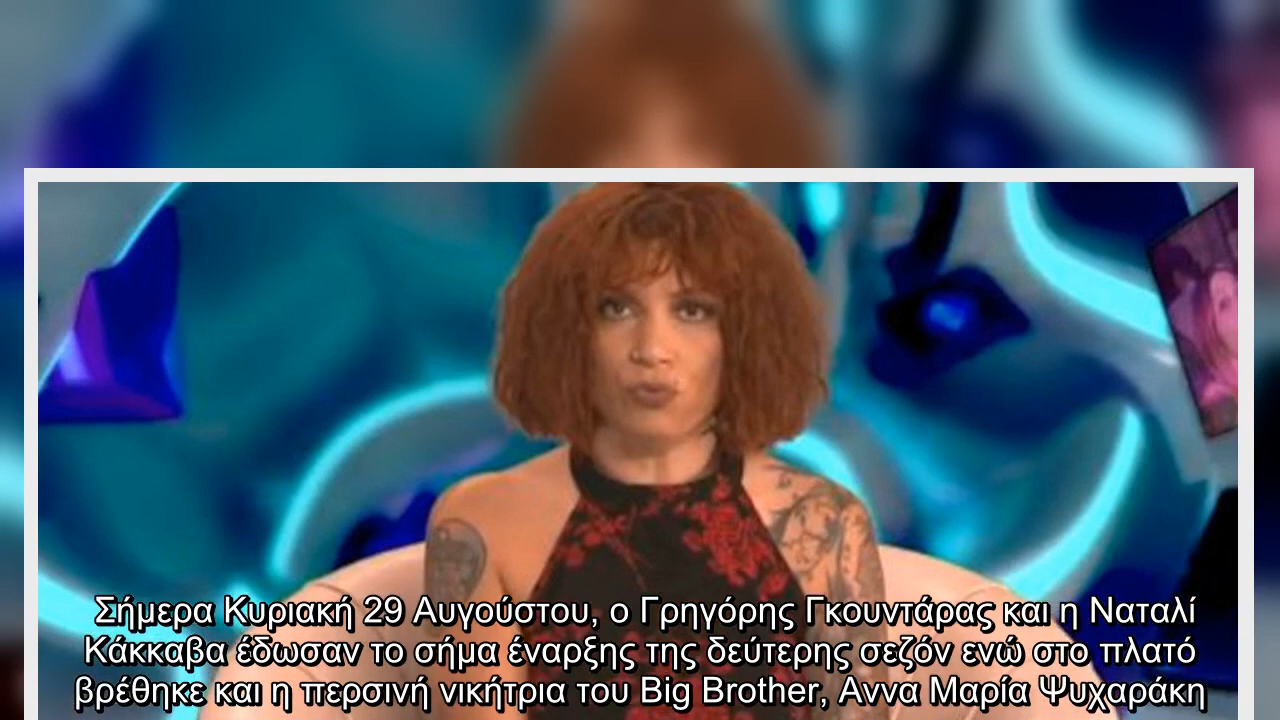 Σήμερα Κυριακή 29 Αυγούστου, ο Γρηγόρης Γκουντάρας και η Ναταλί
Κάκκαβα έδωσαν το σήμα έναρξης της δεύτερης σεζόν ενώ στο πλατό
βρέθηκε και η περσινή νικήτρια του Big Brother, Άννα Μαρία Ψυχαράκη